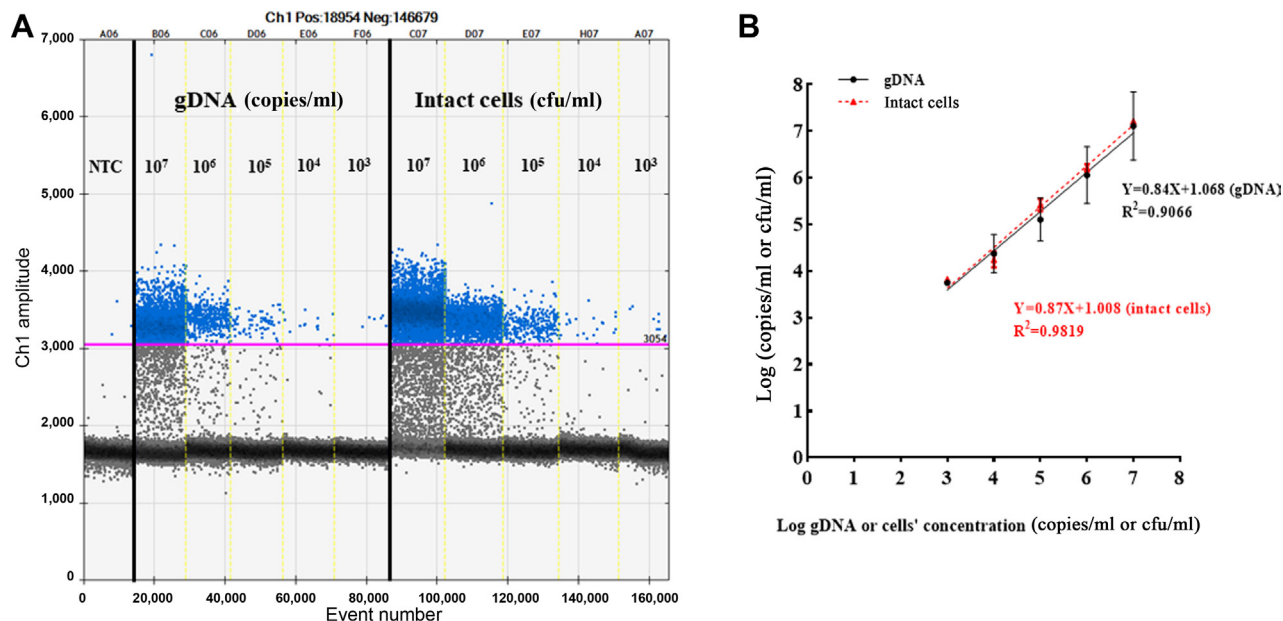 A
Ch1 Pos:18954 Neg:146679
A06 B06 C06 D06 E06 F06 C07 D07 E07 H07 A07
7,000
6,000
5,000
4,000
3,000
2,000
1,000
0
Ch1 amplitude
gDNA (copies/ml) Intact cells (cfu/ml)
NTC 10⁷ 10⁶ 10⁵ 10⁴ 10³ 10⁷ 10⁶ 10⁵ 10⁴ 10³
3054
0 20,000 40,000 60,000 80,000 100,000 120,000 140,000 160,000
Event number
B
gDNA
Intact cells
8
7
6
5
4
3
2
1
0
Log (copies/ml or cfu/ml)
Y=0.84X+1.068 (gDNA)
R²=0.9066
Y=0.87X+1.008 (intact cells)
R²=0.9819
0 1 2 3 4 5 6 7 8
Log gDNA or cells' concentration (copies/ml or cfu/ml)